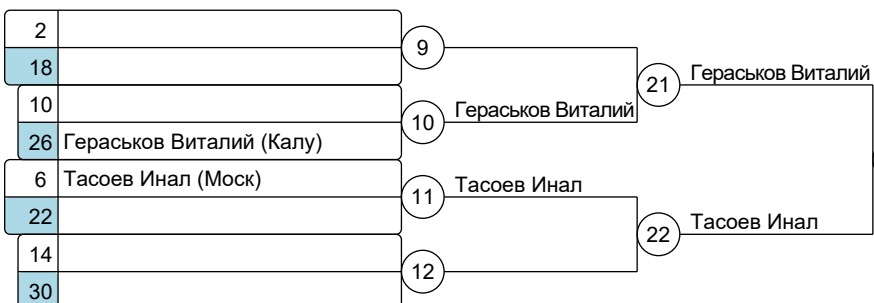 2
9
18
21 Гераськов Виталий
10
10 Гераськов Виталий
26 Гераськов Виталий (Калу)
6 Тасоев Инал (Моск)
11 Тасоев Инал
22
22 Тасоев Инал
14
12
30